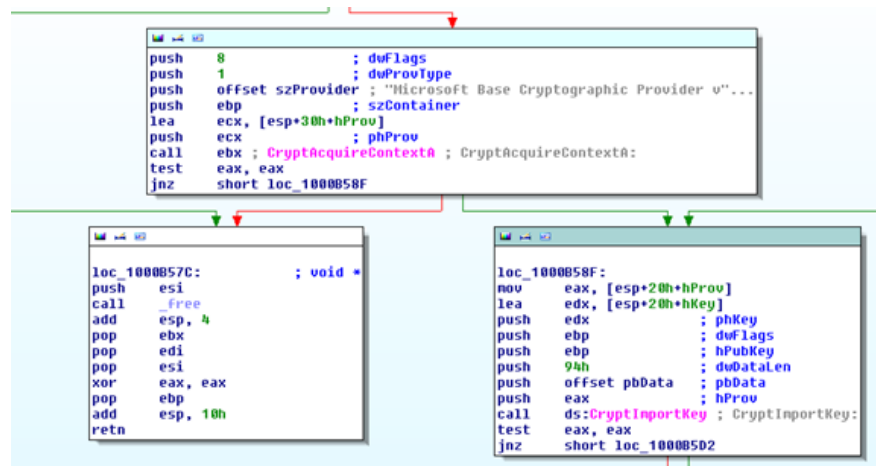 push 8 ; dwFlags
push 1 ; dwProvType
push offset szProvider ; "Microsoft Base Cryptographic Provider v"...
push ebp ; szContainer
lea ecx, [esp+30h+hProv]
push ecx ; phProv
call ebx ; CryptAcquireContextA ; CryptAcquireContextA:
test eax, eax
jnz short loc_1000B58F
loc_1000B57C: ; void *
push esi
call _free
add esp, 4
pop ebx
pop edi
pop esi
xor eax, eax
pop ebp
add esp, 10h
retn
loc_1000B58F:
mov eax, [esp+20h+hProv]
lea edx, [esp+20h+hKey]
push edx ; phKey
push ebp ; dwFlags
push ebp ; hPubKey
push 94h ; dwDataLen
push offset pbData ; pbData
push eax ; hProv
call ds:CryptImportKey ; CryptImportKey:
test eax, eax
jnz short loc_1000B5D2